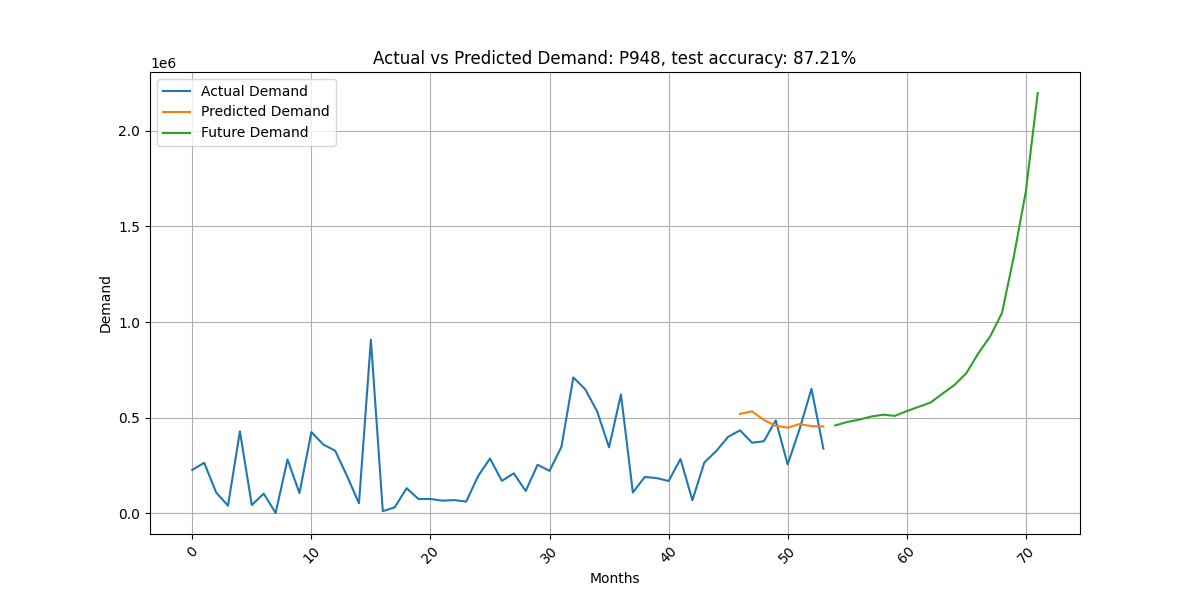 Actual vs Predicted Demand: P948, test accuracy: 87.21%
1e6
Actual Demand
Predicted Demand
Future Demand
2.0
1.5
1.0
0.5
0.0
Demand
0 10 20 30 40 50 60 70
Months